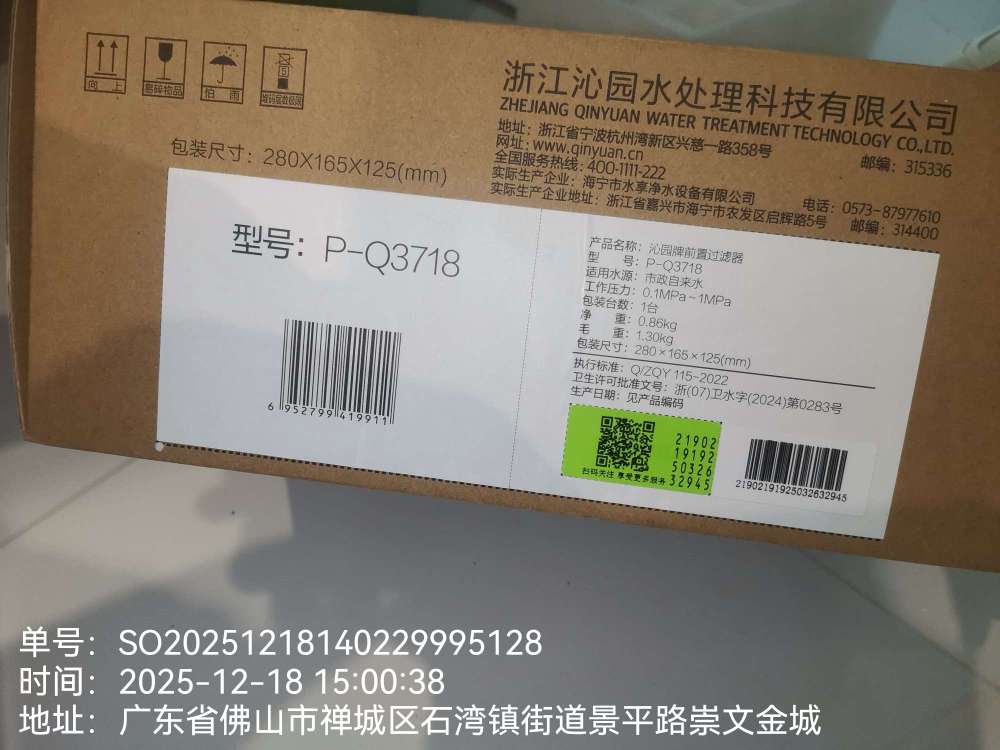 向上
易碎物品
怕雨
堆码层数极限
浙江沁园水处理科技有限公司
ZHEJIANG QINYUAN WATER TREATMENT TECHNOLOGY CO.,LTD.
地址：浙江省宁波杭州湾新区兴慈一路358号
邮编：315336
网址：www.qinyuan.cn
全国服务热线：400-1111-222
实际生产企业：海宁市水享净水设备有限公司
电话：0573-87977610
实际生产企业地址：浙江省嘉兴市海宁市农发区启辉路5号
邮编：314400
包装尺寸：280X165X125(mm)
型号：P-Q3718
6 952799 419911
产品名称：沁园牌前置过滤器
型 号：P-Q3718
适用水源：市政自来水
工作压力：0.1MPa~1MPa
包装台数：1台
净 重：0.86kg
毛 重：1.30kg
包装尺寸：280×165×125(mm)
执行标准：Q/ZQY 115-2022
卫生许可批准文号：浙(07)卫水字(2024)第0283号
生产日期：见产品编码
21902
19192
50326
32945
扫码关注 享受更多服务
21902191925032632945
单号：SO20251218140229995128
时间：2025-12-18 15:00:38
地址：广东省佛山市禅城区石湾镇街道景平路崇文金城